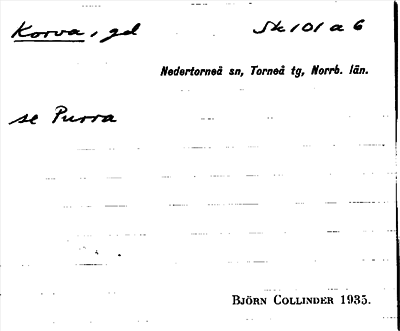 Korva, gd Sk 101 a 6
Nedertorneå sn, Torneå tg, Norrb. län.
se Purra
BJÖRN COLLINDER 1935.